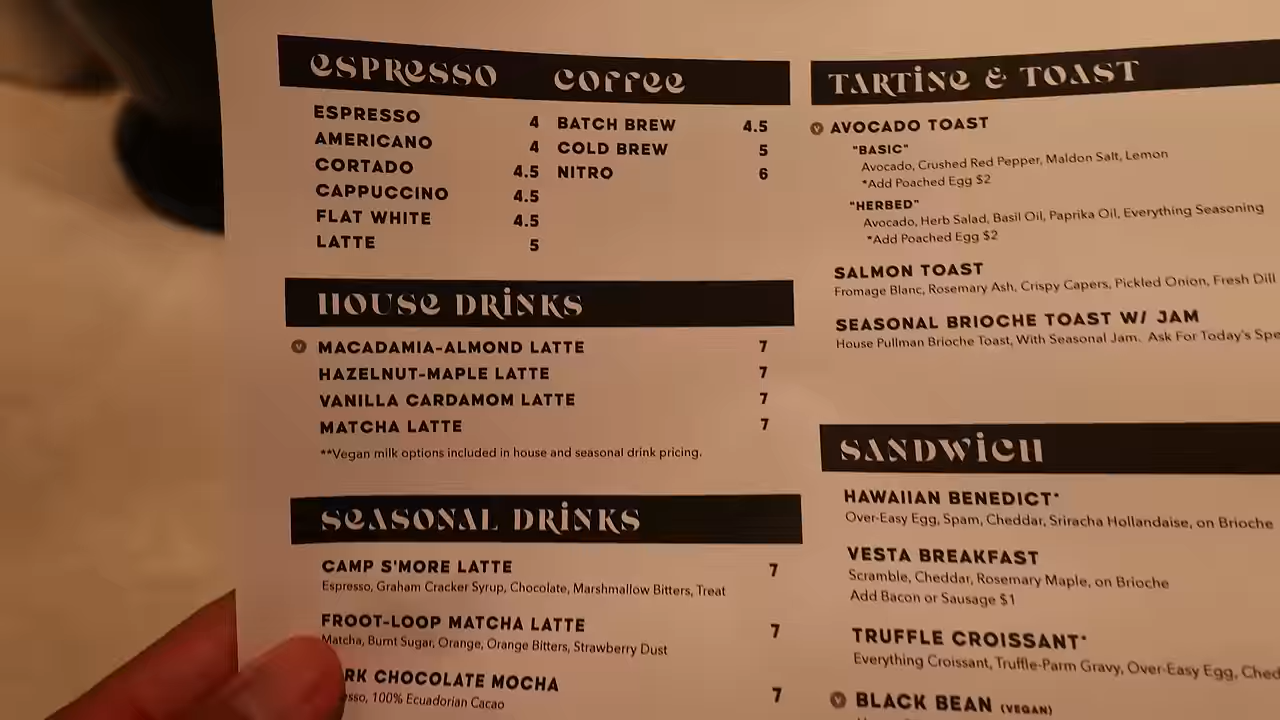 ESPRESSO COFFEE
ESPRESSO 4
AMERICANO 4
CORTADO 4.5
CAPPUCCINO 4.5
FLAT WHITE 4.5
LATTE 5
BATCH BREW 4.5
COLD BREW 5
NITRO 6
HOUSE DRINKS
V MACADAMIA-ALMOND LATTE 7
HAZELNUT-MAPLE LATTE 7
VANILLA CARDAMOM LATTE 7
MATCHA LATTE 7
**Vegan milk options included in house and seasonal drink pricing.
SEASONAL DRINKS
CAMP S'MORE LATTE 7
Espresso, Graham Cracker Syrup, Chocolate, Marshmallow Bitters, Treat
FROOT-LOOP MATCHA LATTE 7
Matcha, Burnt Sugar, Orange, Orange Bitters, Strawberry Dust
RK CHOCOLATE MOCHA 7
esso, 100% Ecuadorian Cacao
TARTINE & TOAST
V AVOCADO TOAST
"BASIC"
Avocado, Crushed Red Pepper, Maldon Salt, Lemon
*Add Poached Egg $2
"HERBED"
Avocado, Herb Salad, Basil Oil, Paprika Oil, Everything Seasoning
*Add Poached Egg $2
SALMON TOAST
Fromage Blanc, Rosemary Ash, Crispy Capers, Pickled Onion, Fresh Dill
SEASONAL BRIOCHE TOAST W/ JAM
House Pullman Brioche Toast, With Seasonal Jam. Ask For Today's Spe
SANDWICH
HAWAIIAN BENEDICT*
Over-Easy Egg, Spam, Cheddar, Sriracha Hollandaise, on Brioche
VESTA BREAKFAST
Scramble, Cheddar, Rosemary Maple, on Brioche
Add Bacon or Sausage $1
TRUFFLE CROISSANT*
Everything Croissant, Truffle-Parm Gravy, Over-Easy Egg, Ched
V BLACK BEAN (VEGAN)